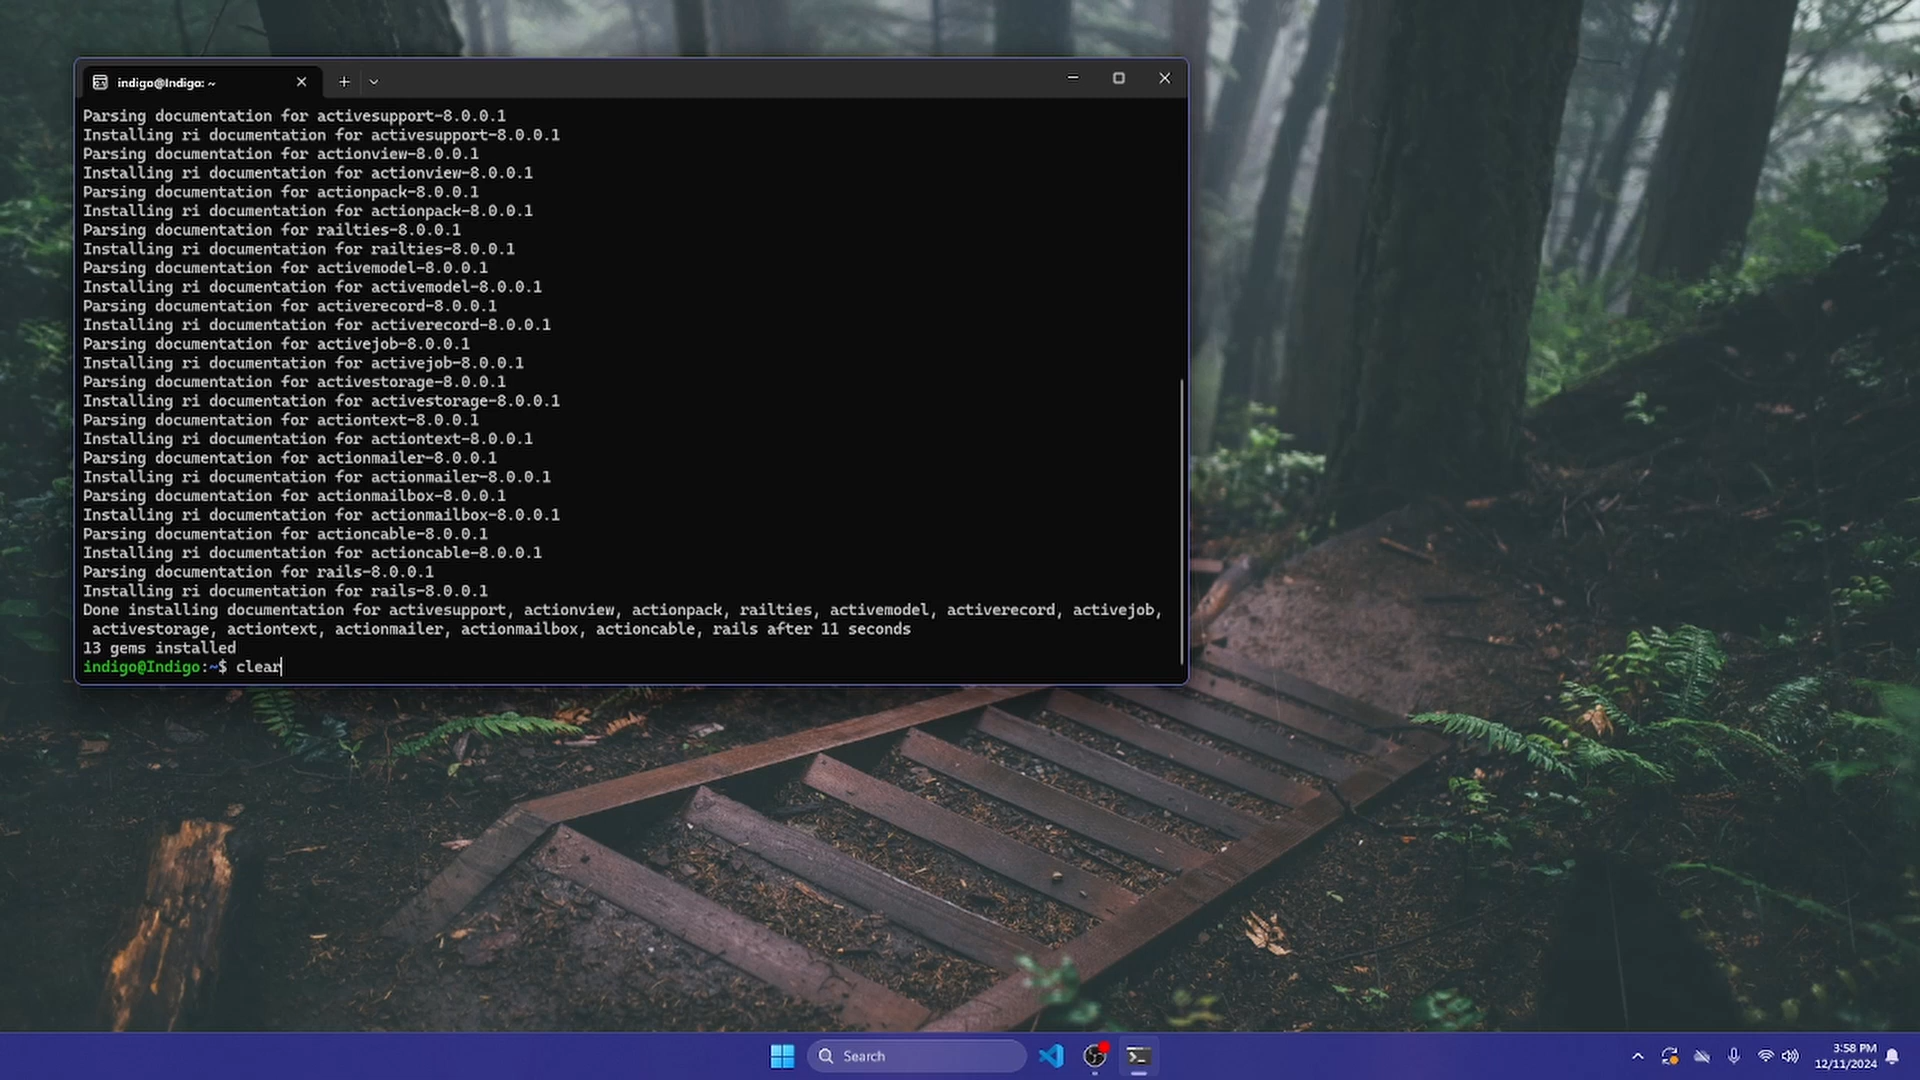 indigo@Indigo: ~
Parsing documentation for activesupport-8.0.0.1
Installing ri documentation for activesupport-8.0.0.1
Parsing documentation for actionview-8.0.0.1
Installing ri documentation for actionview-8.0.0.1
Parsing documentation for actionpack-8.0.0.1
Installing ri documentation for actionpack-8.0.0.1
Parsing documentation for railties-8.0.0.1
Installing ri documentation for railties-8.0.0.1
Parsing documentation for activemodel-8.0.0.1
Installing ri documentation for activemodel-8.0.0.1
Parsing documentation for activerecord-8.0.0.1
Installing ri documentation for activerecord-8.0.0.1
Parsing documentation for activejob-8.0.0.1
Installing ri documentation for activejob-8.0.0.1
Parsing documentation for activestorage-8.0.0.1
Installing ri documentation for activestorage-8.0.0.1
Parsing documentation for actiontext-8.0.0.1
Installing ri documentation for actiontext-8.0.0.1
Parsing documentation for actionmailer-8.0.0.1
Installing ri documentation for actionmailer-8.0.0.1
Parsing documentation for actionmailbox-8.0.0.1
Installing ri documentation for actionmailbox-8.0.0.1
Parsing documentation for actioncable-8.0.0.1
Installing ri documentation for actioncable-8.0.0.1
Parsing documentation for rails-8.0.0.1
Installing ri documentation for rails-8.0.0.1
Done installing documentation for activesupport, actionview, actionpack, railties, activemodel, activerecord, activejob,
activestorage, actiontext, actionmailer, actionmailbox, actioncable, rails after 11 seconds
13 gems installed
indigo@Indigo:~$ clear
Search
3:58 PM
12/11/2024